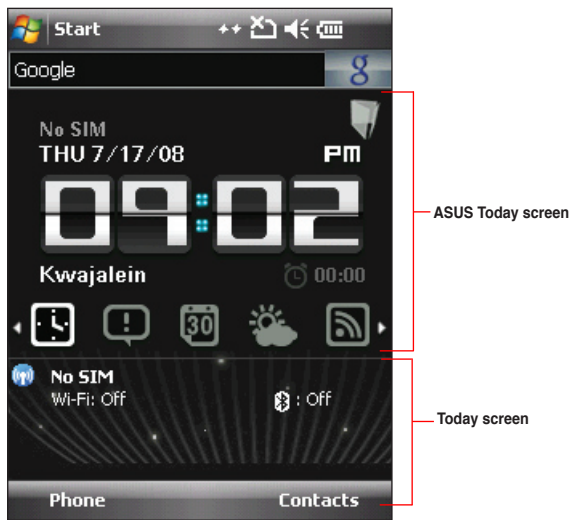 Start
Google
g
No SIM
THU 7/17/08 PM
09:02
Kwajalein 00:00
30
No SIM
Wi-Fi: Off : Off
Phone Contacts
ASUS Today screen
Today screen